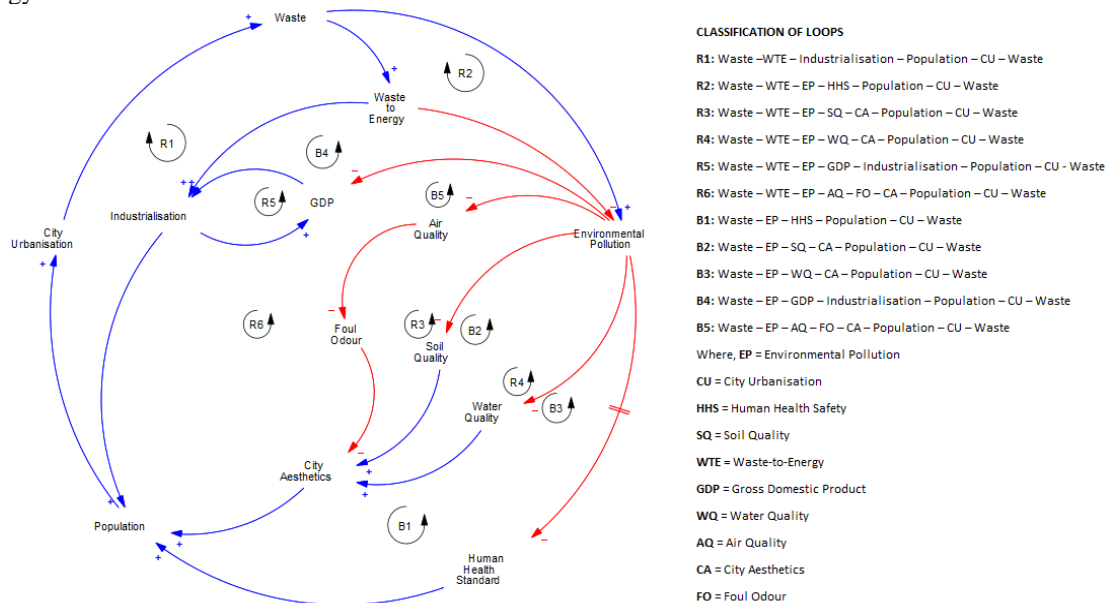 gy
Waste
R2
Waste
to
Energy
R1
B4
R5
GDP
B5
Industrialisation
Air
Quality
City
Urbanisation
Environmental
Pollution
R6
Foul
Odour
R3
B2
Soil
Quality
R4
Water
Quality
B3
City
Aesthetics
B1
Population
Human
Health
Standard
CLASSIFICATION OF LOOPS
R1: Waste –WTE – Industrialisation – Population – CU – Waste
R2: Waste – WTE – EP – HHS – Population – CU – Waste
R3: Waste – WTE – EP – SQ – CA – Population – CU – Waste
R4: Waste – WTE – EP – WQ – CA – Population – CU – Waste
R5: Waste – WTE – EP – GDP – Industrialisation – Population – CU - Waste
R6: Waste – WTE – EP – AQ – FO – CA – Population – CU – Waste
B1: Waste – EP – HHS – Population – CU – Waste
B2: Waste – EP – SQ – CA – Population – CU – Waste
B3: Waste – EP – WQ – CA – Population – CU – Waste
B4: Waste – EP – GDP – Industrialisation – Population – CU – Waste
B5: Waste – EP – AQ – FO – CA – Population – CU – Waste
Where, EP = Environmental Pollution
CU = City Urbanisation
HHS = Human Health Safety
SQ = Soil Quality
WTE = Waste-to-Energy
GDP = Gross Domestic Product
WQ = Water Quality
AQ = Air Quality
CA = City Aesthetics
FO = Foul Odour